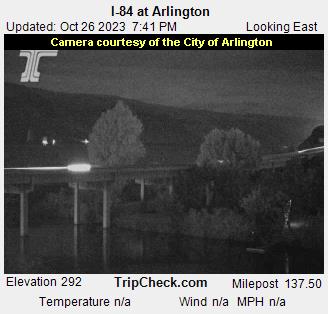 I-84 at Arlington
Updated: Oct 26 2023 7:41 PM Looking East
Camera courtesy of the City of Arlington
Elevation 292 TripCheck.com Milepost 137.50
Temperature n/a Wind n/a MPH n/a